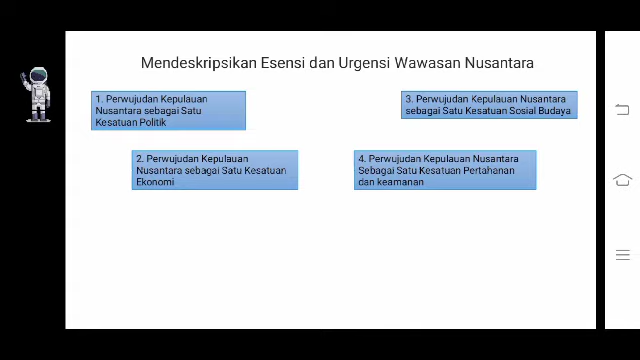 Mendeskripsikan Esensi dan Urgensi Wawasan Nusantara
1. Perwujudan Kepulauan
Nusantara sebagai Satu
Kesatuan Politik
2. Perwujudan Kepulauan
Nusantara sebagai Satu Kesatuan
Ekonomi
3. Perwujudan Kepulauan Nusantara
sebagai Satu Kesatuan Sosial Budaya
4. Perwujudan Kepulauan Nusantara
Sebagai Satu Kesatuan Pertahanan
dan keamanan